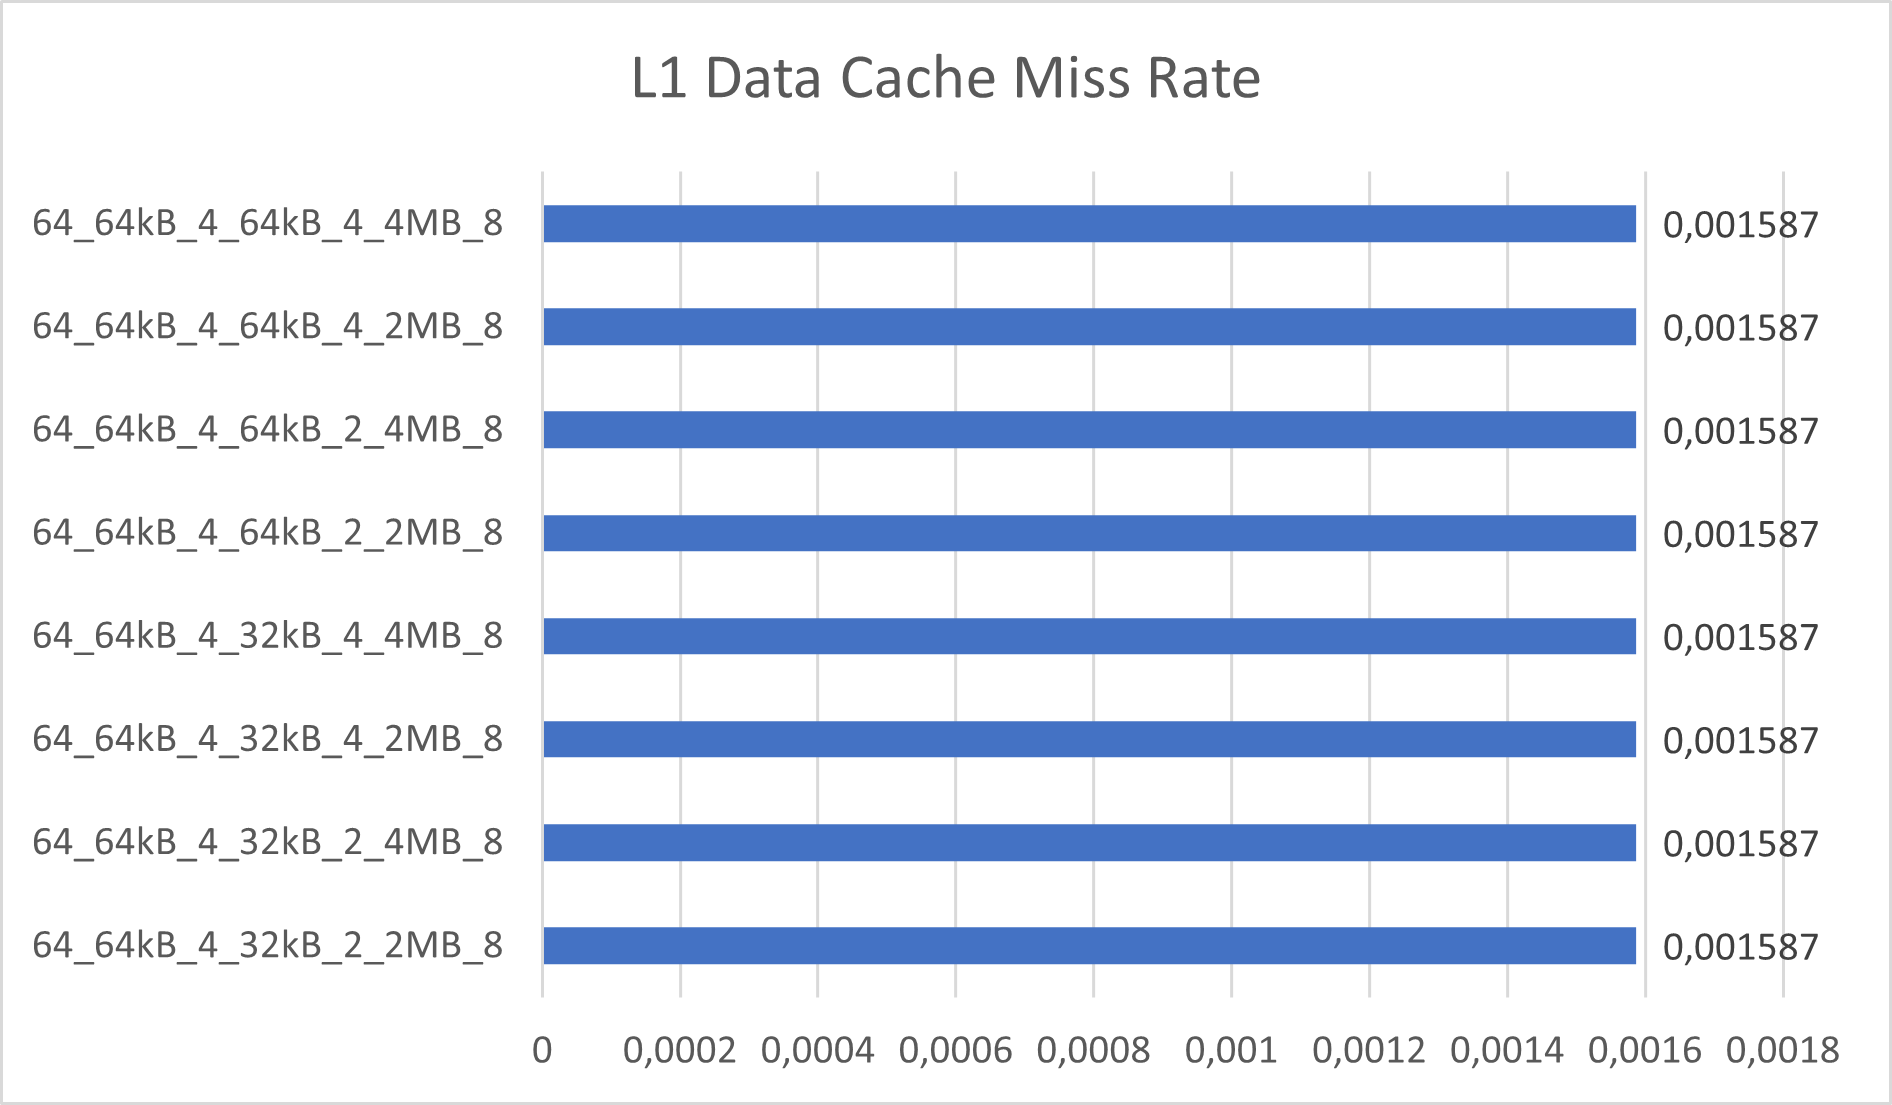 L1 Data Cache Miss Rate
64_64kB_4_64kB_4_4MB_8 0,001587
64_64kB_4_64kB_4_2MB_8 0,001587
64_64kB_4_64kB_2_4MB_8 0,001587
64_64kB_4_64kB_2_2MB_8 0,001587
64_64kB_4_32kB_4_4MB_8 0,001587
64_64kB_4_32kB_4_2MB_8 0,001587
64_64kB_4_32kB_2_4MB_8 0,001587
64_64kB_4_32kB_2_2MB_8 0,001587
0 0,0002 0,0004 0,0006 0,0008 0,001 0,0012 0,0014 0,0016 0,0018